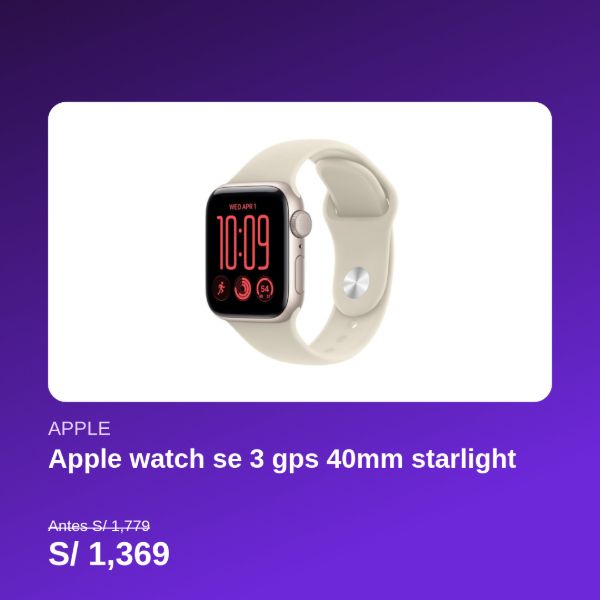 WED APR 1
10:09
54
APPLE
Apple watch se 3 gps 40mm starlight
Antes S/ 1,779
S/ 1,369